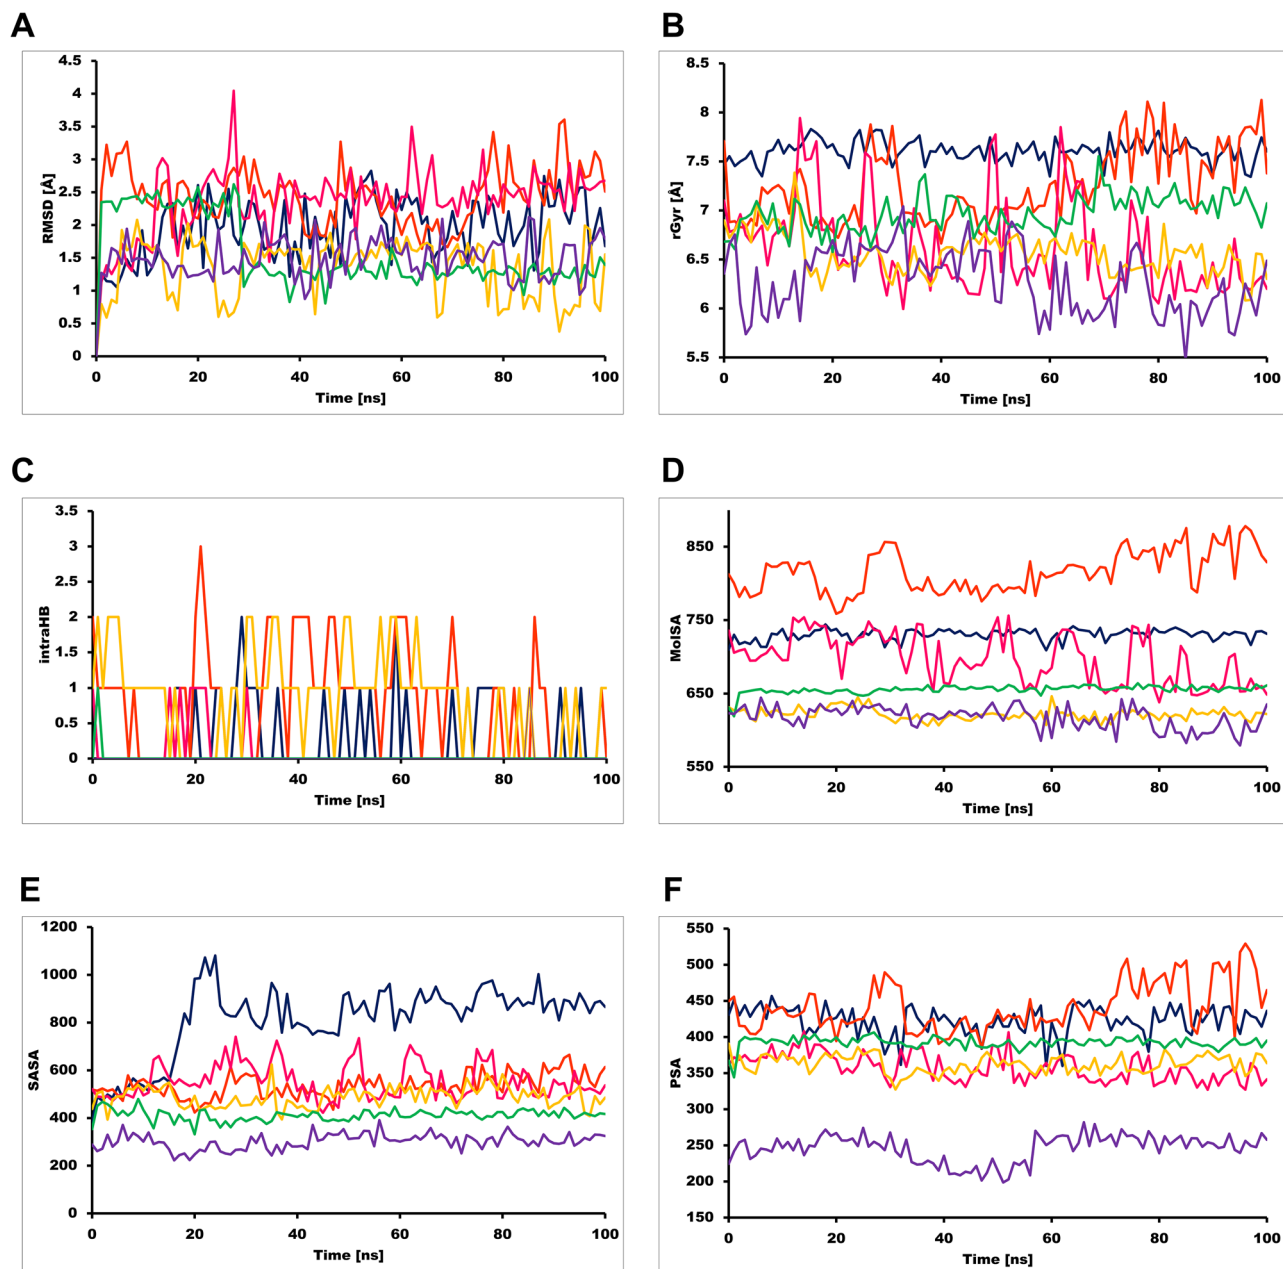 A
4.5
4
3.5
3
2.5
2
1.5
1
0.5
0
RMSD [Å]
0 20 40 60 80 100
Time [ns]
B
8.5
8
7.5
7
6.5
6
5.5
rGyr [Å]
0 20 40 60 80 100
Time [ns]
C
3.5
3
2.5
2
1.5
1
0.5
0
intraHB
0 20 40 60 80 100
Time [ns]
D
850
750
650
550
MolSA
0 20 40 60 80 100
Time [ns]
E
1200
1000
800
600
400
200
0
SASA
0 20 40 60 80 100
Time [ns]
F
550
500
450
400
350
300
250
200
150
PSA
0 20 40 60 80 100
Time [ns]